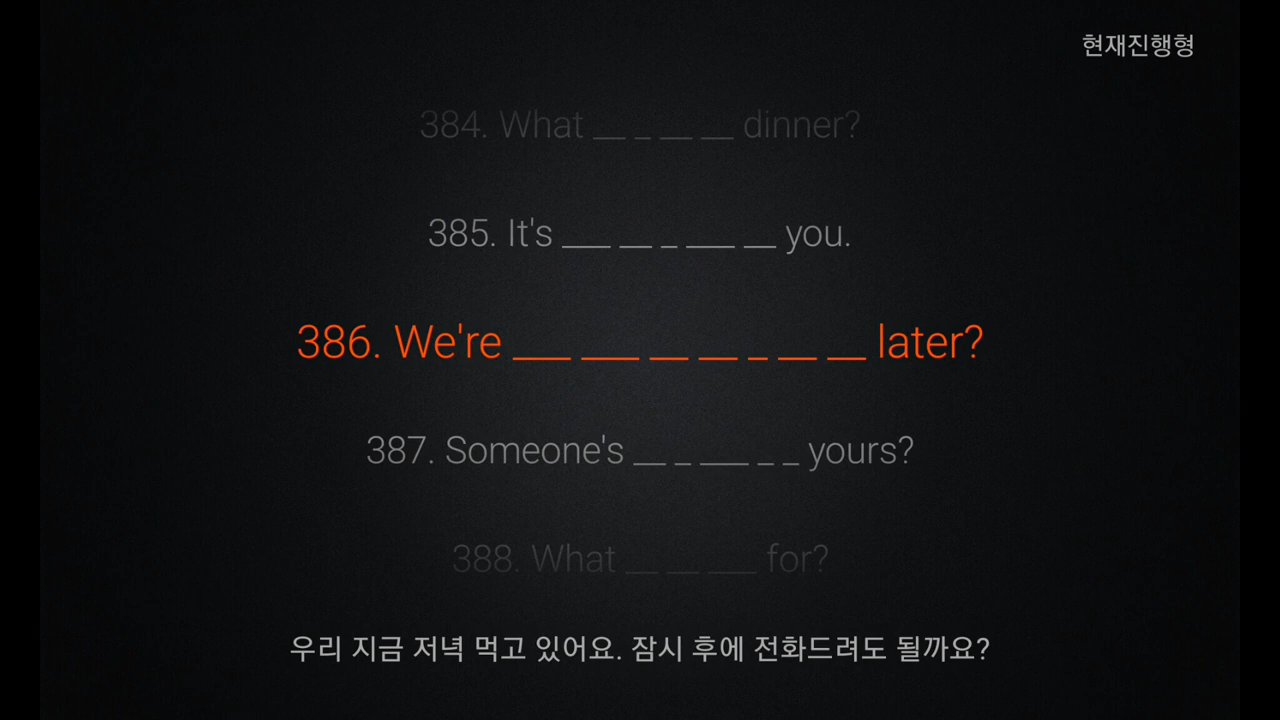 현재진행형
384. What __ _ __ __ dinner?
385. It's ___ __ _ ___ __ you.
386. We're ___ ___ __ __ _ __ __ later?
387. Someone's __ _ ___ _ _ yours?
388. What __ __ ___ for?
우리 지금 저녁 먹고 있어요. 잠시 후에 전화드려도 될까요?